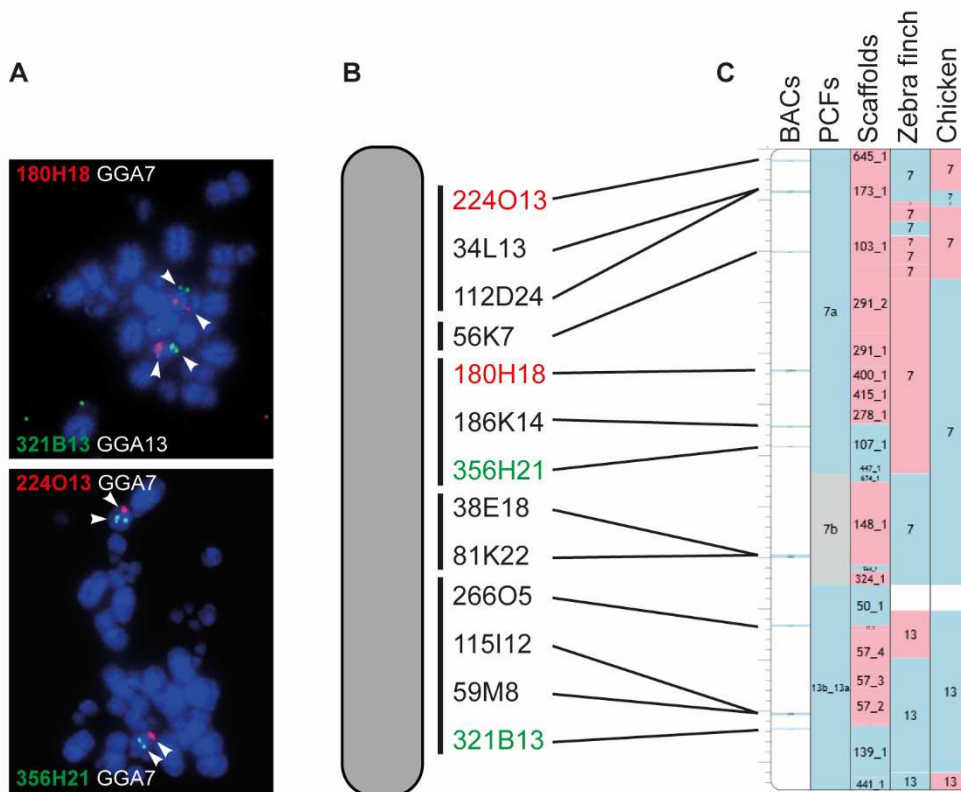 A
B
C
180H18 GGA7
321B13 GGA13
224O13 GGA7
356H21 GGA7
224O13
34L13
112D24
56K7
180H18
186K14
356H21
38E18
81K22
266O5
115I12
59M8
321B13
BACs
PCFs
Scaffolds
Zebra finch
Chicken
7a
7b
13b_13a
645_1
173_1
103_1
291_2
291_1
400_1
415_1
278_1
107_1
447_1
674_1
148_1
324_1
50_1
57_4
57_3
57_2
139_1
441_1
7
7
7
7
7
7
7
13
13
13
7
7
7
7
13
13